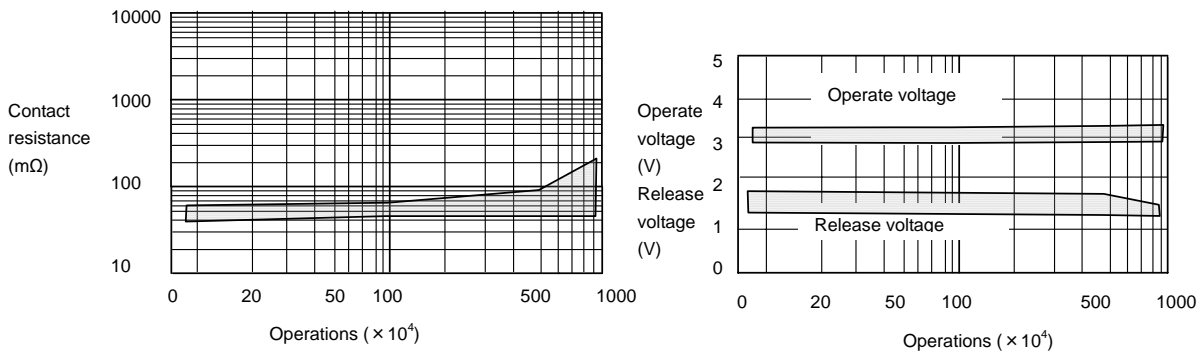 10000
1000
100
10
Contact
resistance
(mΩ)
0 20 50 100 500 1000
Operations (×10⁴)
5
4
3
2
1
0
Operate
voltage
(V)
Release
voltage
(V)
Operate voltage
Release voltage
0 20 50 100 500 1000
Operations (×10⁴)